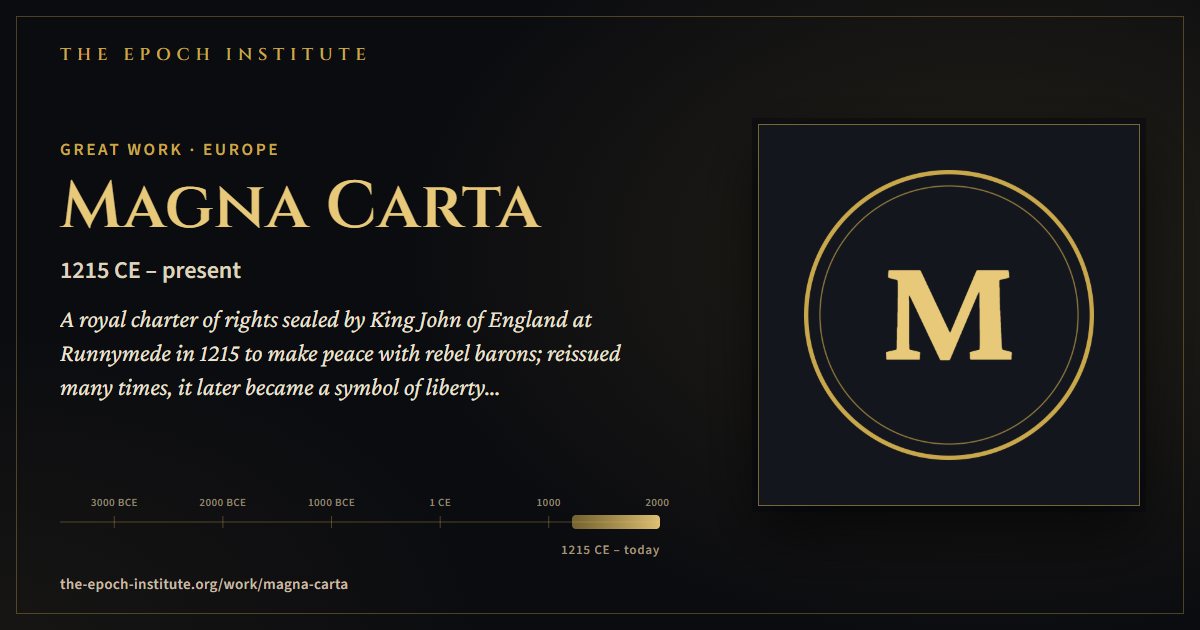 THE EPOCH INSTITUTE
GREAT WORK · EUROPE
MAGNA CARTA
1215 CE – present
A royal charter of rights sealed by King John of England at
Runnymede in 1215 to make peace with rebel barons; reissued
many times, it later became a symbol of liberty...
M
3000 BCE 2000 BCE 1000 BCE 1 CE 1000 2000
1215 CE – today
the-epoch-institute.org/work/magna-carta